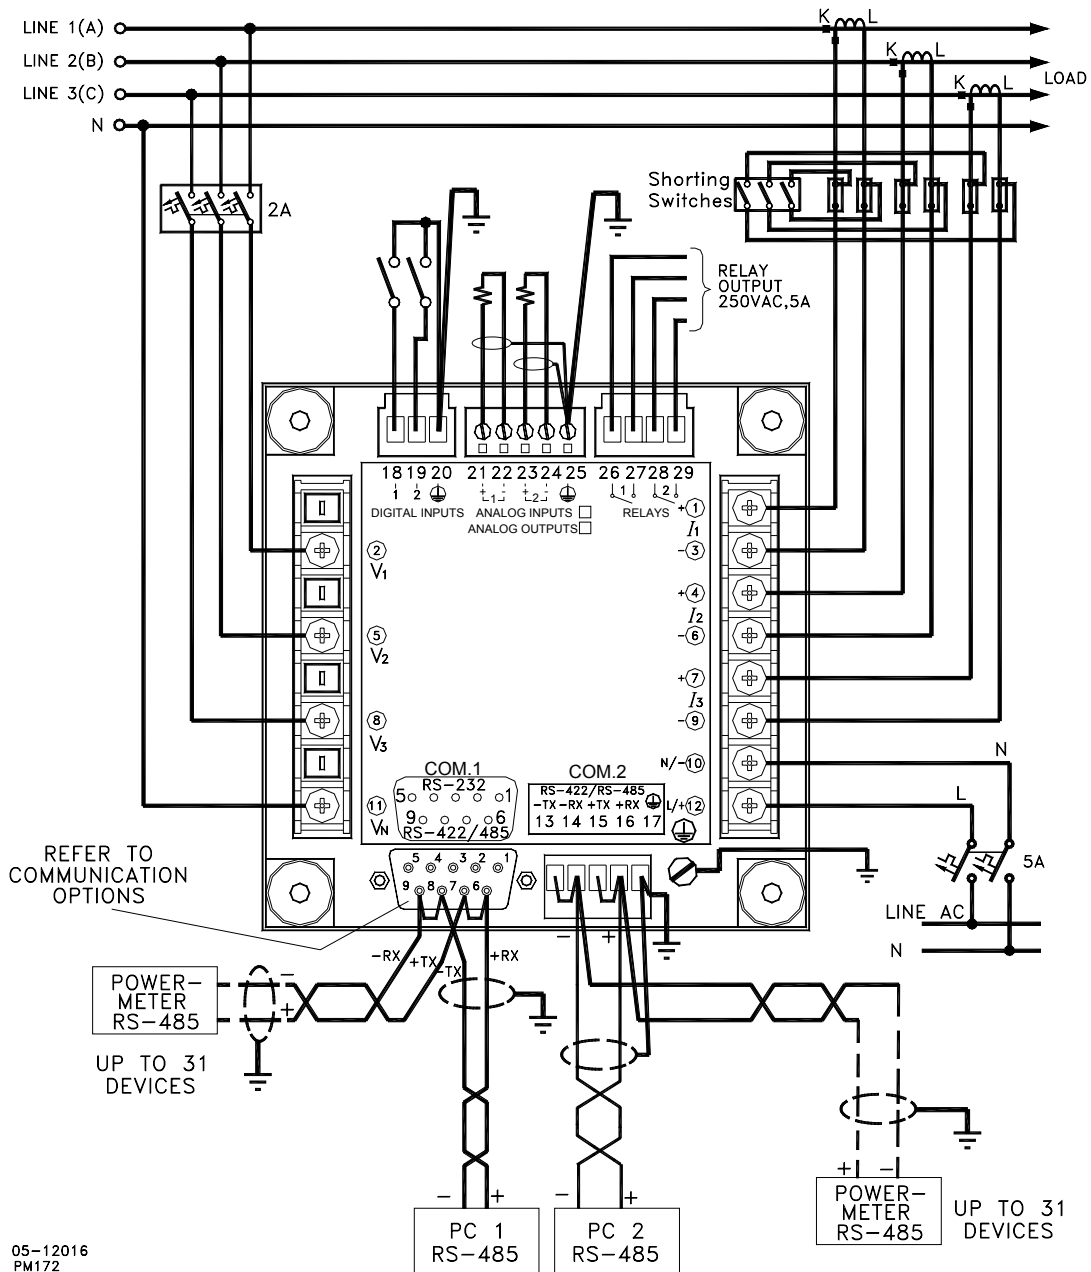 LINE 1(A)
K L
LINE 2(B)
K L
LINE 3(C)
K L
LOAD
N
Shorting
Switches
2A
RELAY
OUTPUT
250VAC,5A
18 19 20
21 22 23 24 25
26 27 28 29
1 2
+ 1 -
+ 2 -
1 2
DIGITAL INPUTS
ANALOG INPUTS
ANALOG OUTPUTS
RELAYS
+1
I1
-3
+4
I2
-6
+7
I3
-9
N/-10
L/+12
2
V1
5
V2
8
V3
11
VN
COM.1
RS-232
5 1
9 6
RS-422/485
COM.2
RS-422/RS-485
-TX -RX +TX +RX
13 14 15 16 17
N
L
5A
LINE AC
N
REFER TO
COMMUNICATION
OPTIONS
5 4 3 2 1
9 8 7 6
-RX +TX -TX +RX
- +
POWER-
METER
RS-485
- +
UP TO 31
DEVICES
- +
PC 1
RS-485
- +
PC 2
RS-485
+ -
POWER-
METER
RS-485
UP TO 31
DEVICES
05-12016
PM172